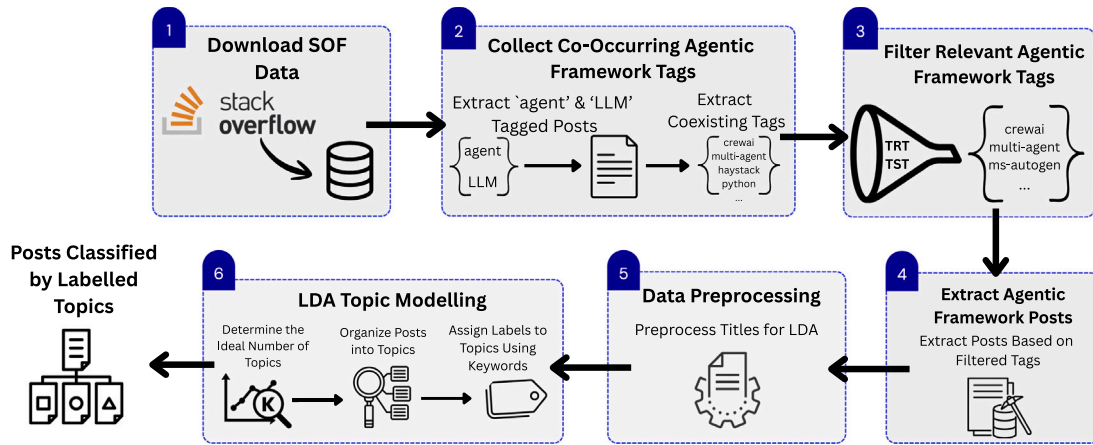 1
Download SOF
Data
stack
overflow
2
Collect Co-Occurring Agentic
Framework Tags
Extract `agent' & ‘LLM’
Tagged Posts
agent
LLM
Extract
Coexisting Tags
crewai
multi-agent
haystack
python
...
3
Filter Relevant Agentic
Framework Tags
TRT
TST
crewai
multi-agent
ms-autogen
...
4
Extract Agentic
Framework Posts
Extract Posts Based on
Filtered Tags
5
Data Preprocessing
Preprocess Titles for LDA
6
LDA Topic Modelling
Determine the
Ideal Number of
Topics
K
Organize Posts
into Topics
Assign Labels to
Topics Using
Keywords
Posts Classified
by Labelled
Topics